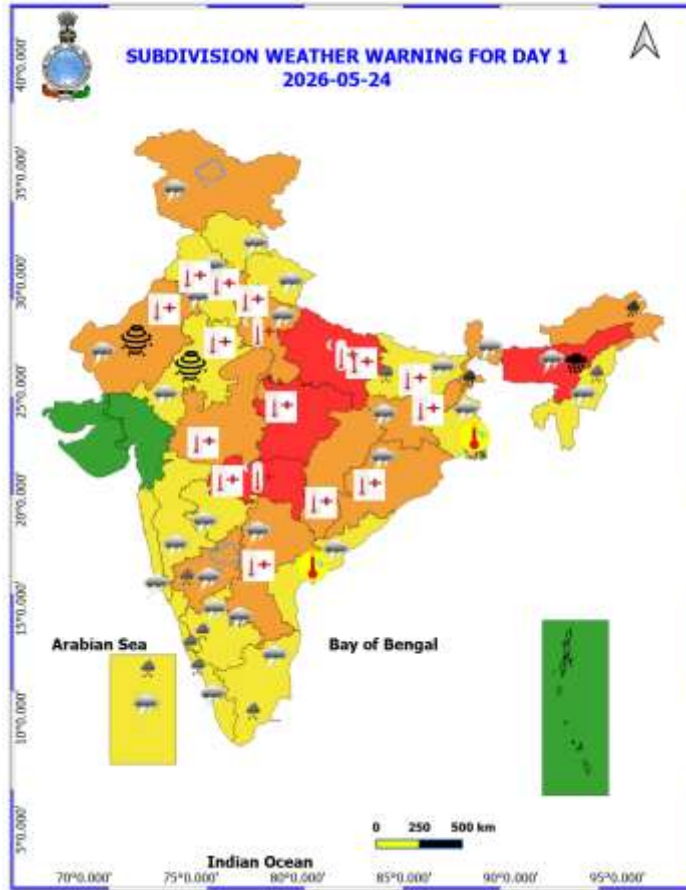 SUBDIVISION WEATHER WARNING FOR DAY 1
2026-05-24
40°0.000'
35°0.000'
30°0.000'
25°0.000'
20°0.000'
15°0.000'
10°0.000'
5°0.000'
Arabian Sea
Bay of Bengal
0 250 500 km
Indian Ocean
70°0.000' 75°0.000' 80°0.000' 85°0.000' 90°0.000' 95°0.000'